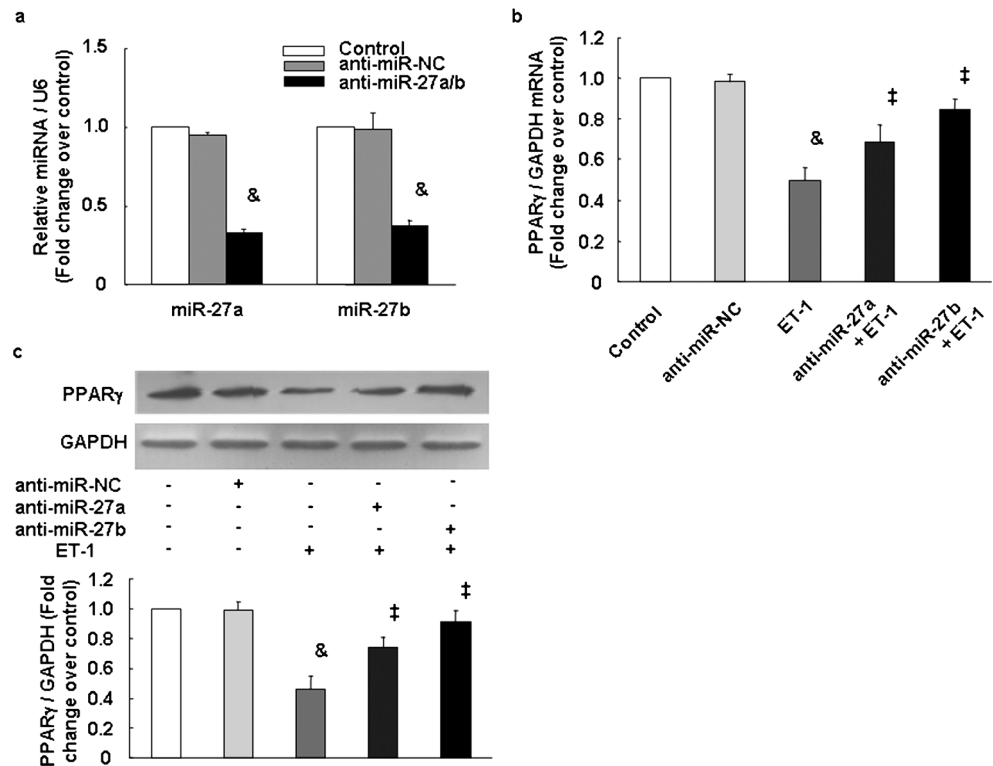 a
Relative miRNA / U6
(Fold change over control)
1.5
1.0
0.5
0
Control
anti-miR-NC
anti-miR-27a/b
&
&
miR-27a
miR-27b
b
PPARγ / GAPDH mRNA
(Fold change over control)
1.2
1.0
0.8
0.6
0.4
0.2
0
&
‡
‡
Control
anti-miR-NC
ET-1
anti-miR-27a
+ ET-1
anti-miR-27b
+ ET-1
c
PPARγ
GAPDH
anti-miR-NC - + - - -
anti-miR-27a - - - + -
anti-miR-27b - - - - +
ET-1 - - + + +
PPARγ / GAPDH (Fold
change over control)
1.2
1.0
0.8
0.6
0.4
0.2
0
&
‡
‡